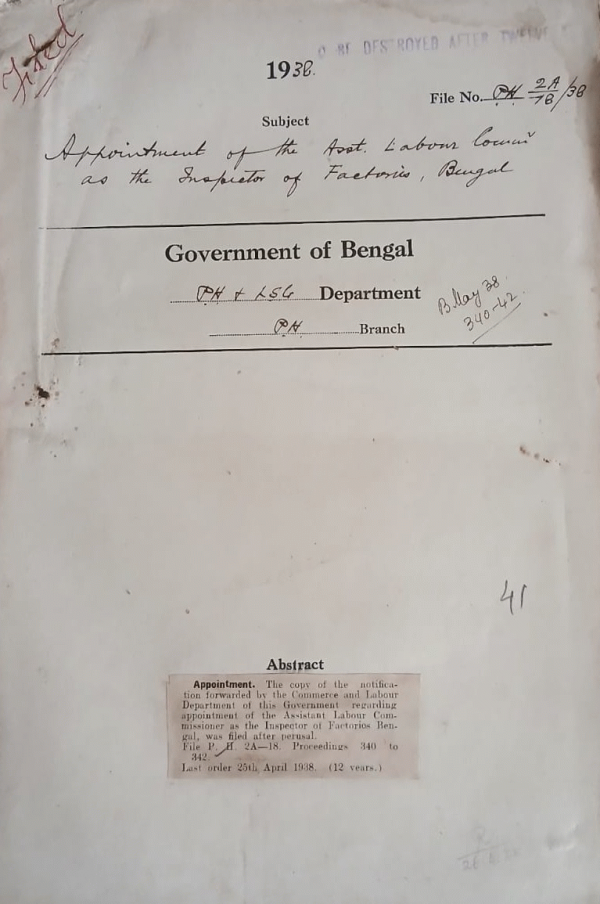 Listed
O BE DESTROYED AFTER TWELVE
1938.
File No. P.H. 2A/18/38
Subject
Appointment of the Asst. Labour Commr
as the Inspector of Factories, Bengal
Government of Bengal
PH + LSG Department
B. May 38.
340-42.
PH Branch
41
Abstract
Appointment. The copy of the notifica-
tion forwarded by the Commerce and Labour
Department of this Government regarding
appointment of the Assistant Labour Com-
missioner as the Inspector of Factorios Ben-
gal, was filed after perusal.
File P. H. 2A—18. Proceedings 340 to
342.
Last order 25th April 1938. (12 years.)